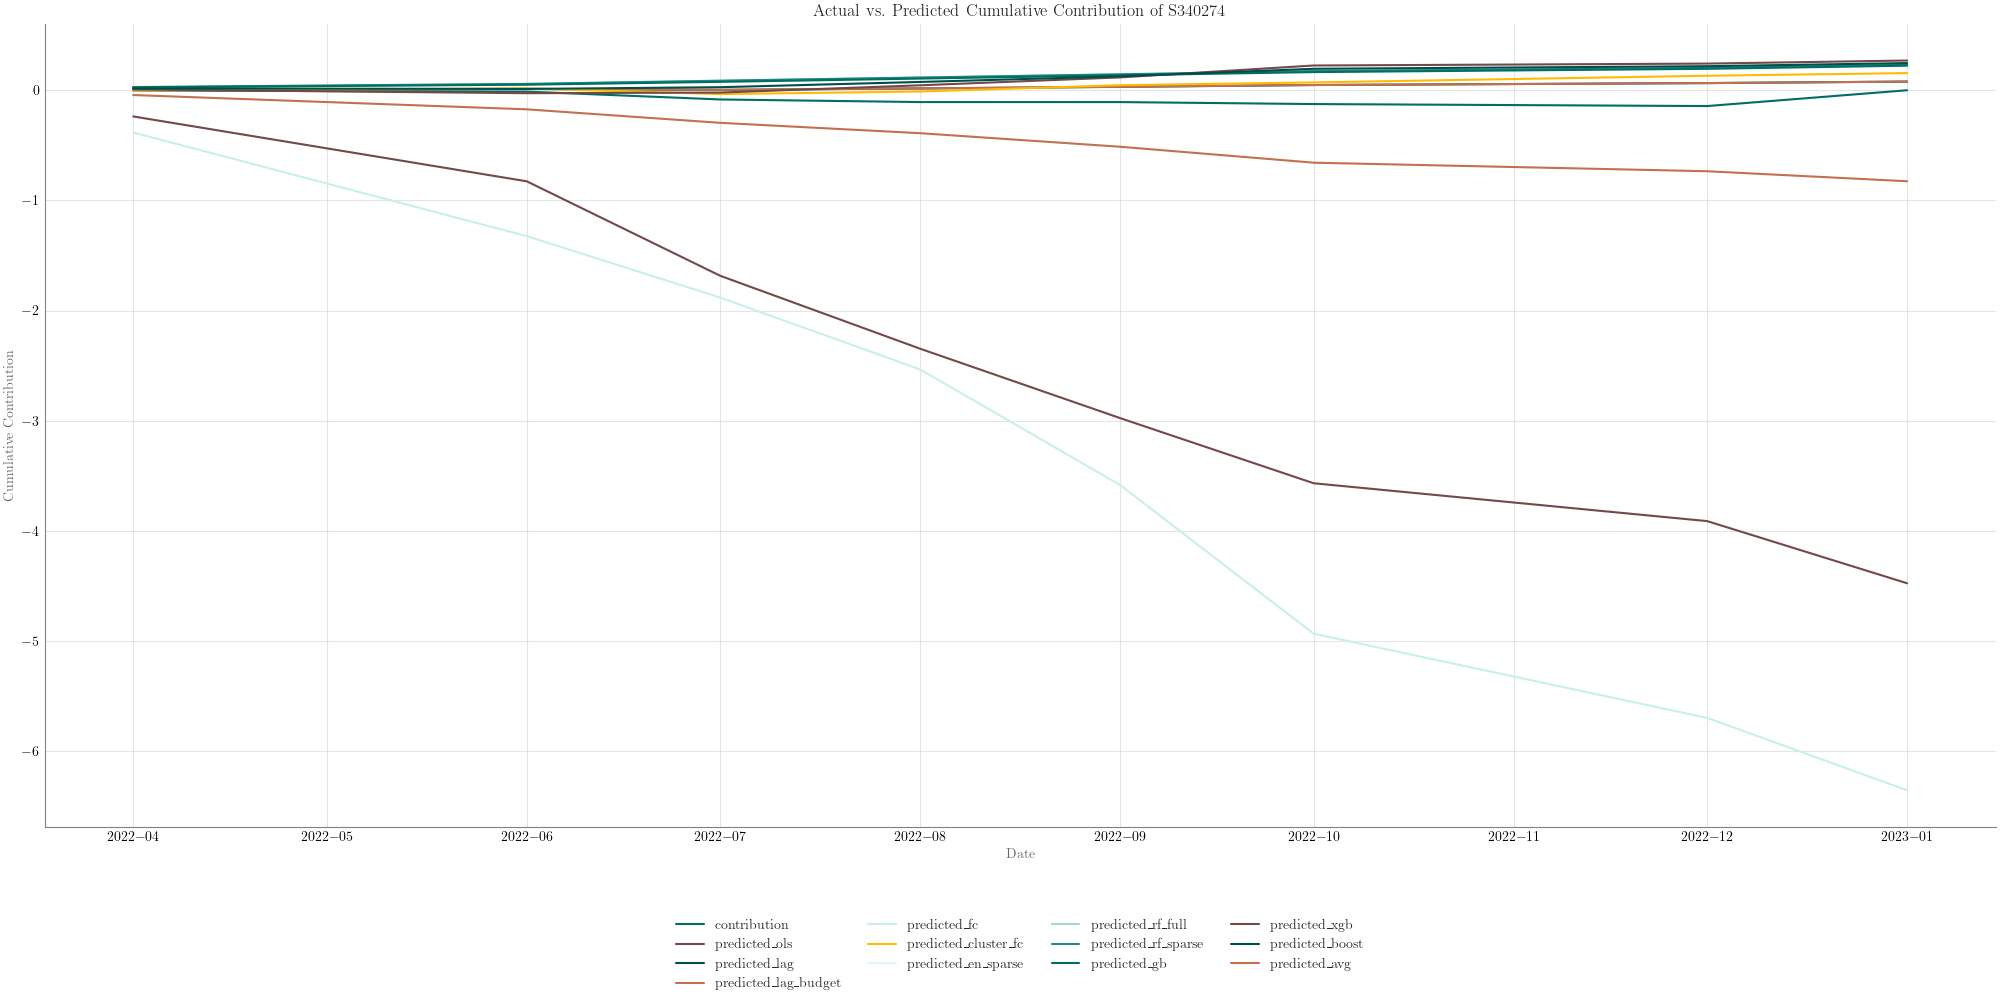 Actual vs. Predicted Cumulative Contribution of S340274
Cumulative Contribution
0
−1
−2
−3
−4
−5
−6
2022−04 2022−05 2022−06 2022−07 2022−08 2022−09 2022−10 2022−11 2022−12 2023−01
Date
contribution predicted_fc predicted_rf_full predicted_xgb
predicted_ols predicted_cluster_fc predicted_rf_sparse predicted_boost
predicted_lag predicted_en_sparse predicted_gb predicted_avg
predicted_lag_budget